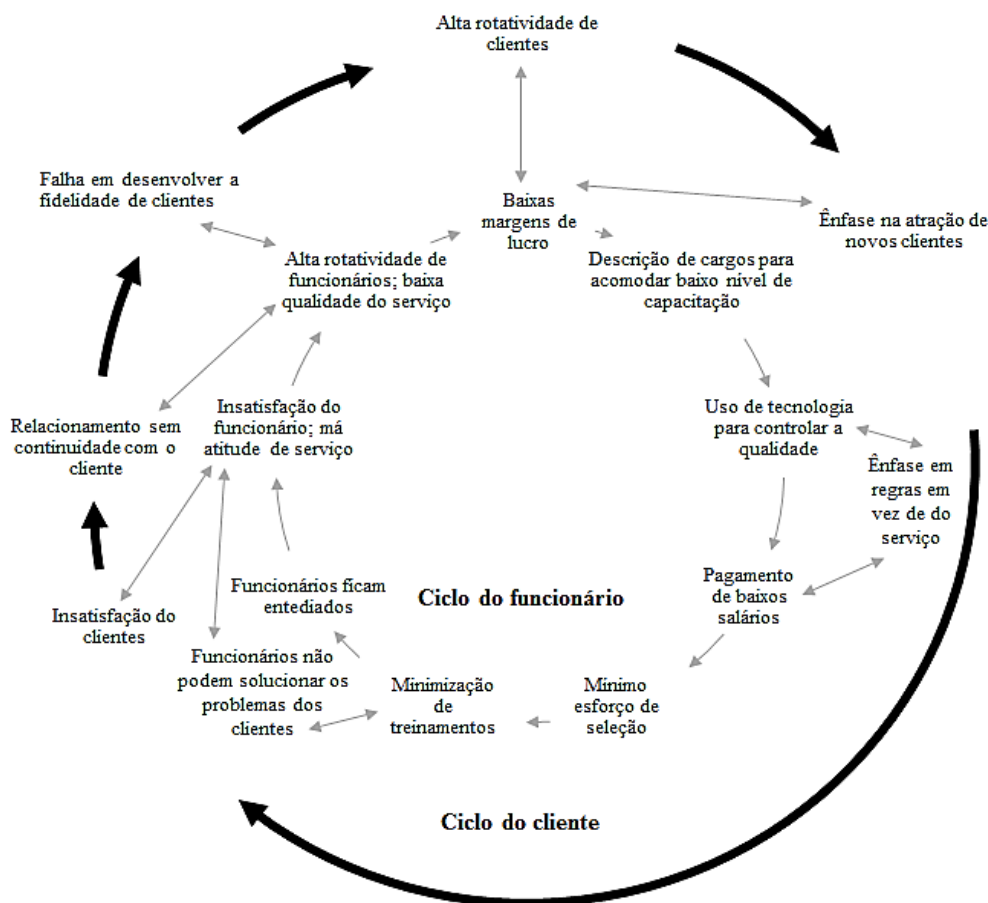 Alta rotatividade de
clientes
Falha em desenvolver a
fidelidade de clientes
Baixas
margens de
lucro
Ênfase na atração de
novos clientes
Alta rotatividade de
funcionários; baixa
qualidade do serviço
Descrição de cargos para
acomodar baixo nível de
capacitação
Relacionamento sem
continuidade com o
cliente
Insatisfação do
funcionário; má
atitude de serviço
Uso de tecnologia
para controlar a
qualidade
Ênfase em
regras em
vez de do
serviço
Insatisfação do
clientes
Funcionários ficam
entediados
Ciclo do funcionário
Pagamento
de baixos
salários
Funcionários não
podem solucionar os
problemas dos
clientes
Minimização
de
treinamentos
Mínimo
esforço de
seleção
Ciclo do cliente